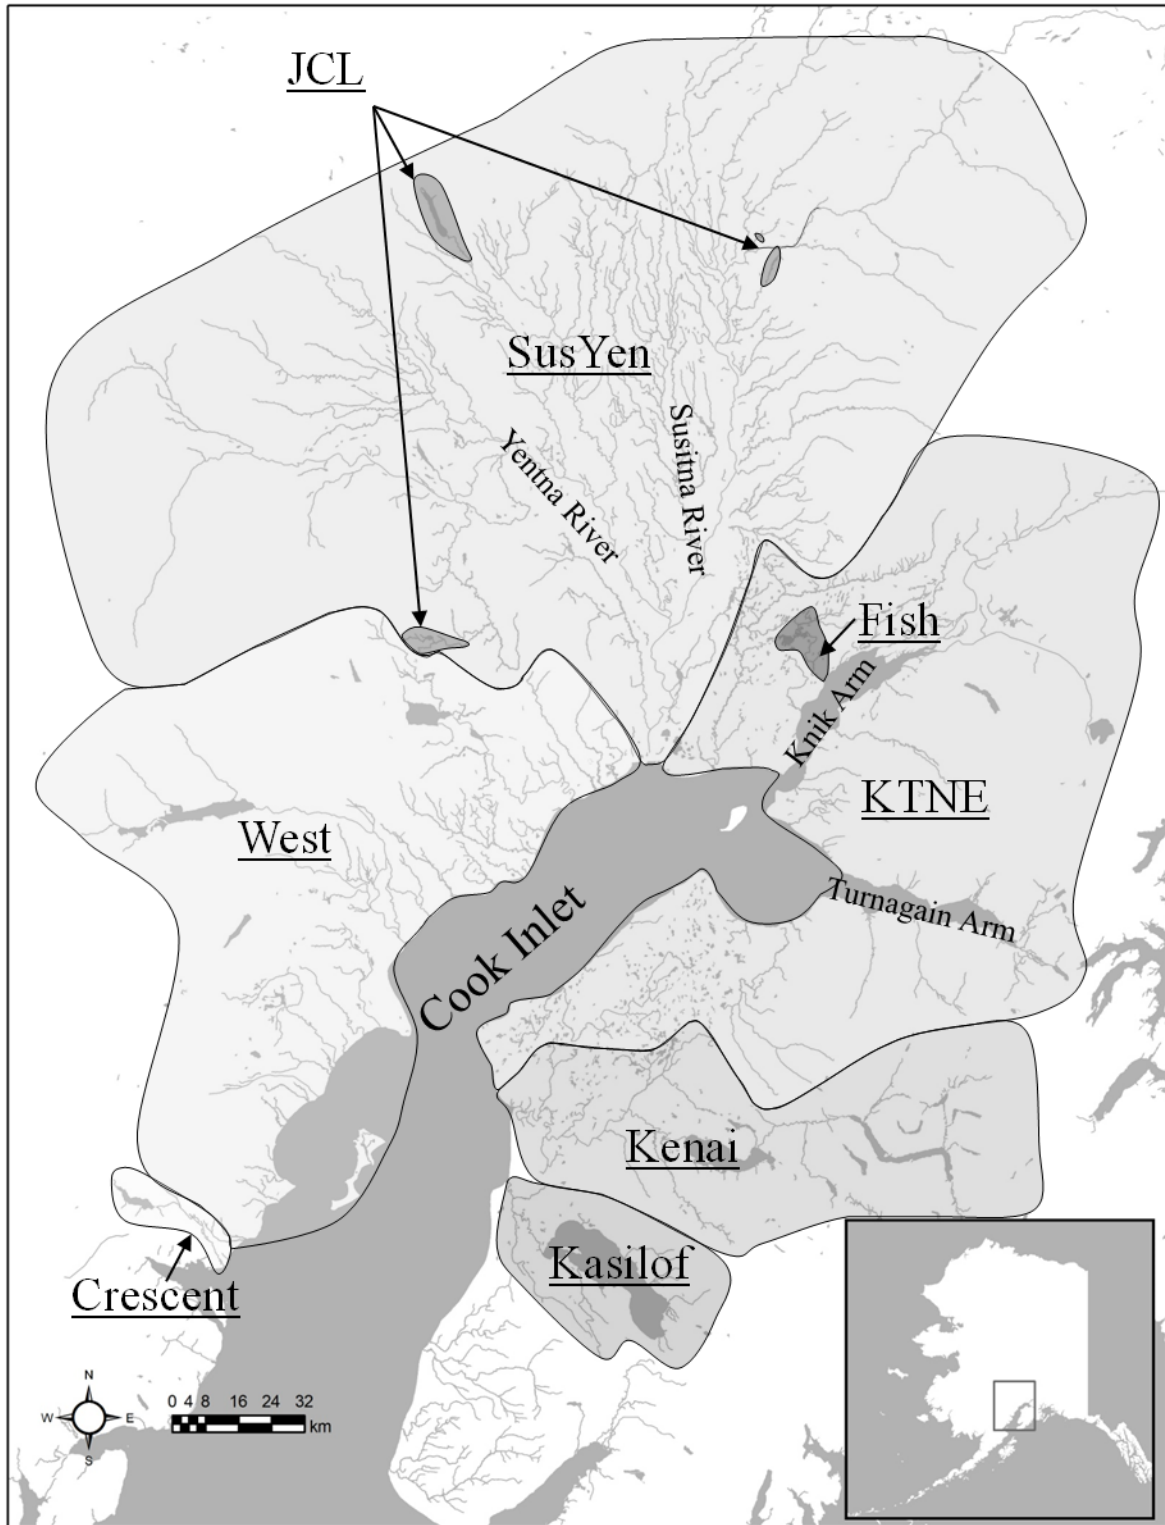 JCL
SusYen
Yentna River
Susitna River
Fish
Knik Arm
KTNE
West
Turnagain Arm
Cook Inlet
Kenai
Kasilof
Crescent
N
W E
S
0 4 8 16 24 32
km